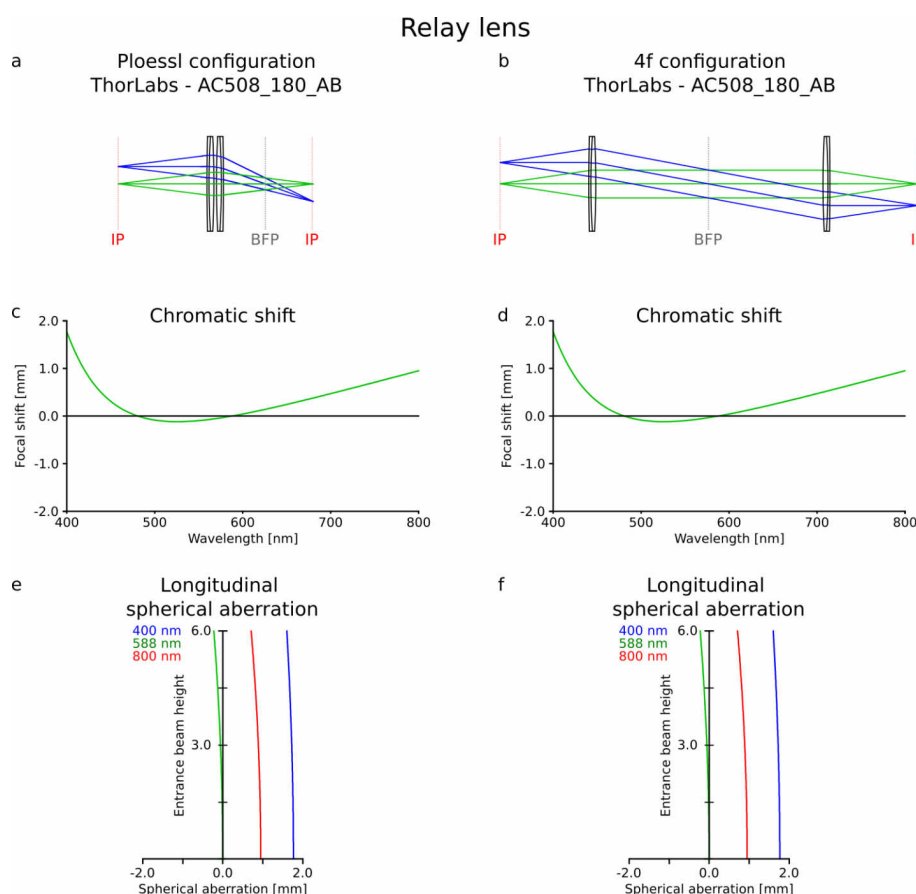 Relay lens
a
Ploessl configuration
ThorLabs - AC508_180_AB
IP
BFP
IP
b
4f configuration
ThorLabs - AC508_180_AB
IP
BFP
I
c
Chromatic shift
Focal shift [mm]
2.0
1.0
0.0
-1.0
-2.0
400
500
600
700
800
Wavelength [nm]
d
Chromatic shift
Focal shift [mm]
2.0
1.0
0.0
-1.0
-2.0
400
500
600
700
800
Wavelength [nm]
e
Longitudinal
spherical aberration
400 nm
588 nm
800 nm
Entrance beam height
6.0
3.0
-2.0
0.0
2.0
Spherical aberration [mm]
f
Longitudinal
spherical aberration
400 nm
588 nm
800 nm
Entrance beam height
6.0
3.0
-2.0
0.0
2.0
Spherical aberration [mm]